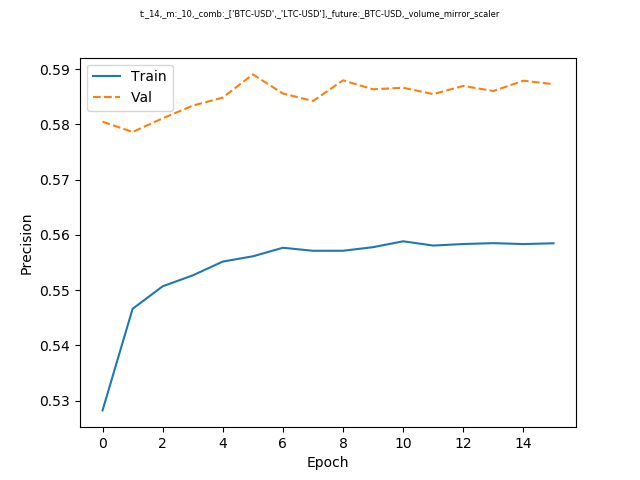 t:_14,_m:_10,_comb:_['BTC-USD',_'LTC-USD'],_future:_BTC-USD,_volume_mirror_scaler
Train
Val
0.59
0.58
0.57
0.56
0.55
0.54
0.53
Precision
0 2 4 6 8 10 12 14
Epoch